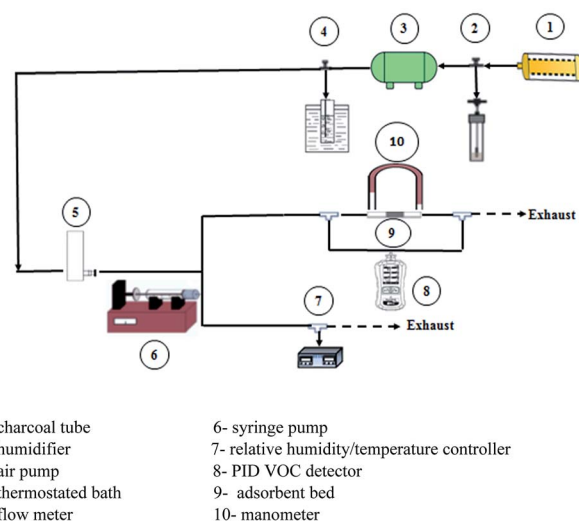 4
3
2
1
10
Exhaust
5
9
8
7
Exhaust
6
charcoal tube
humidifier
air pump
thermostated bath
flow meter
6- syringe pump
7- relative humidity/temperature controller
8- PID VOC detector
9- adsorbent bed
10- manometer